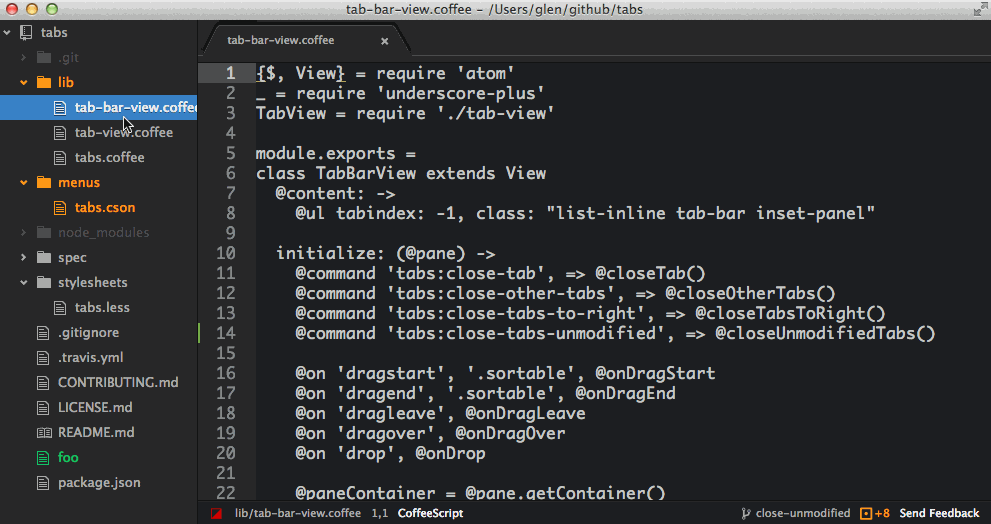 tab-bar-view.coffee - /Users/glen/github/tabs
tabs
.git
lib
tab-bar-view.coffee
tab-view.coffee
tabs.coffee
menus
tabs.cson
node_modules
spec
stylesheets
tabs.less
.gitignore
.travis.yml
CONTRIBUTING.md
LICENSE.md
README.md
foo
package.json
tab-bar-view.coffee ×
1 {$, View} = require 'atom'
2 _ = require 'underscore-plus'
3 TabView = require './tab-view'
4
5 module.exports =
6 class TabBarView extends View
7 @content: ->
8 @ul tabindex: -1, class: "list-inline tab-bar inset-panel"
9
10 initialize: (@pane) ->
11 @command 'tabs:close-tab', => @closeTab()
12 @command 'tabs:close-other-tabs', => @closeOtherTabs()
13 @command 'tabs:close-tabs-to-right', => @closeTabsToRight()
14 @command 'tabs:close-tabs-unmodified', => @closeUnmodifiedTabs()
15
16 @on 'dragstart', '.sortable', @onDragStart
17 @on 'dragend', '.sortable', @onDragEnd
18 @on 'dragleave', @onDragLeave
19 @on 'dragover', @onDragOver
20 @on 'drop', @onDrop
21
22 @paneContainer = @pane.getContainer()
lib/tab-bar-view.coffee 1,1 CoffeeScript close-unmodified +8 Send Feedback